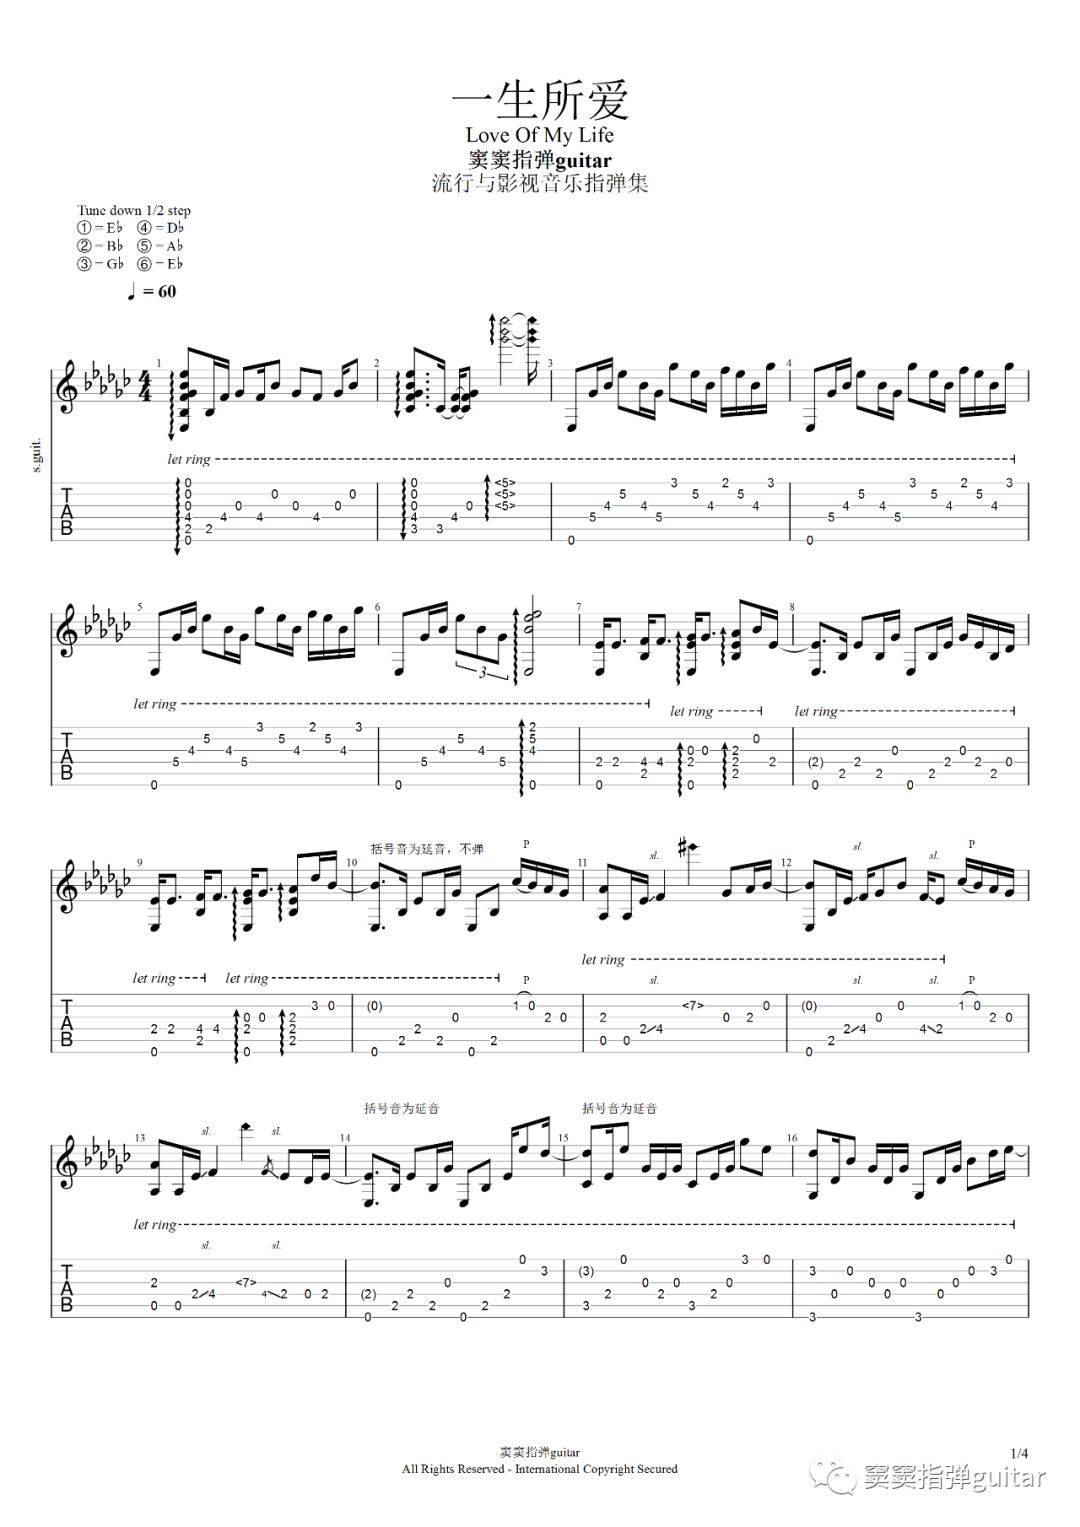 一生所爱
Love Of My Life
窦窦指弹guitar
流行与影视音乐指弹集
Tune down 1/2 step
①=E♭ ④=D♭
②=B♭ ⑤=A♭
③=G♭ ⑥=E♭
♩ = 60
1 2 3 4
4
4
s.guit.
let ring
T
A
B
0 0 0 4 2 0 2 4 0 4 0 0 4 0 0
0 0 0 4 3 3 4 0 <5> <5> <5>
0 5 4 5 3 4 5 5 2 5 4 3
0 5 4 5 3 4 5 5 2 5 4 3
5 6 7 8
3
let ring
let ring
let ring
T
A
B
0 5 4 5 4 5 3 5 2 5 4 3
0 5 4 5 4 5 2 5 4 0
2 0 2 4 2 4 0 2 0 0 2 2 2 0 2
(2) 0 2 2 2 0 0 2 2 0 2 2 0
9 10 11 12
括号音为延音，不弹
P
sl.
sl.
sl.
P
let ring
let ring
let ring
P
sl.
sl.
sl.
P
T
A
B
2 0 2 4 2 4 0 2 0 0 2 2 2 3 0
(0) 0 2 2 2 0 0 2 1 0 2 0
2 0 0 2 4 <7> 0 2 0
(0) 0 2 2 4 0 0 4 2 1 0 2 0
13 14 15 16
括号音为延音
括号音为延音
sl.
sl.
let ring
sl.
sl.
T
A
B
2 0 0 2 4 <7> 4 2 0 2
(2) 0 2 2 2 0 0 2 2 0 3
(3) 3 2 0 0 2 0 3 2 0 3 0
3 3 0 0 0 0 0 3 0 0 0 3 0
窦窦指弹guitar
All Rights Reserved - International Copyright Secured
1/4
窦窦指弹guitar